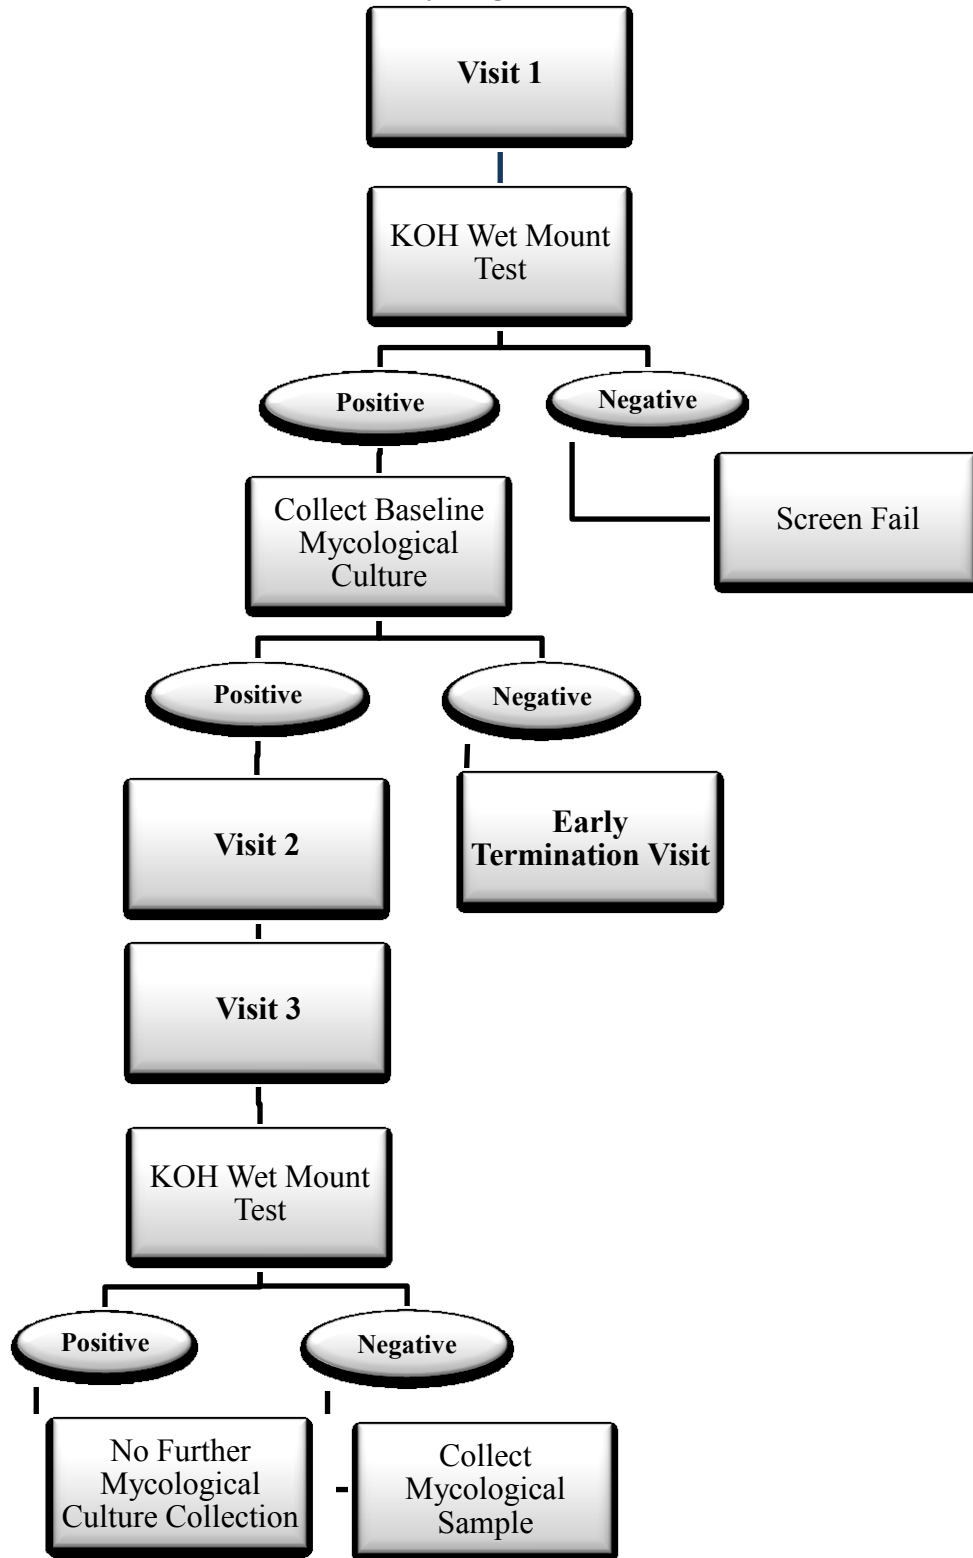 Visit 1
KOH Wet Mount
Test
Positive
Negative
Collect Baseline
Mycological
Culture
Screen Fail
Positive
Negative
Visit 2
Early
Termination Visit
Visit 3
KOH Wet Mount
Test
Positive
Negative
No Further
Mycological
Culture Collection
Collect
Mycological
Sample